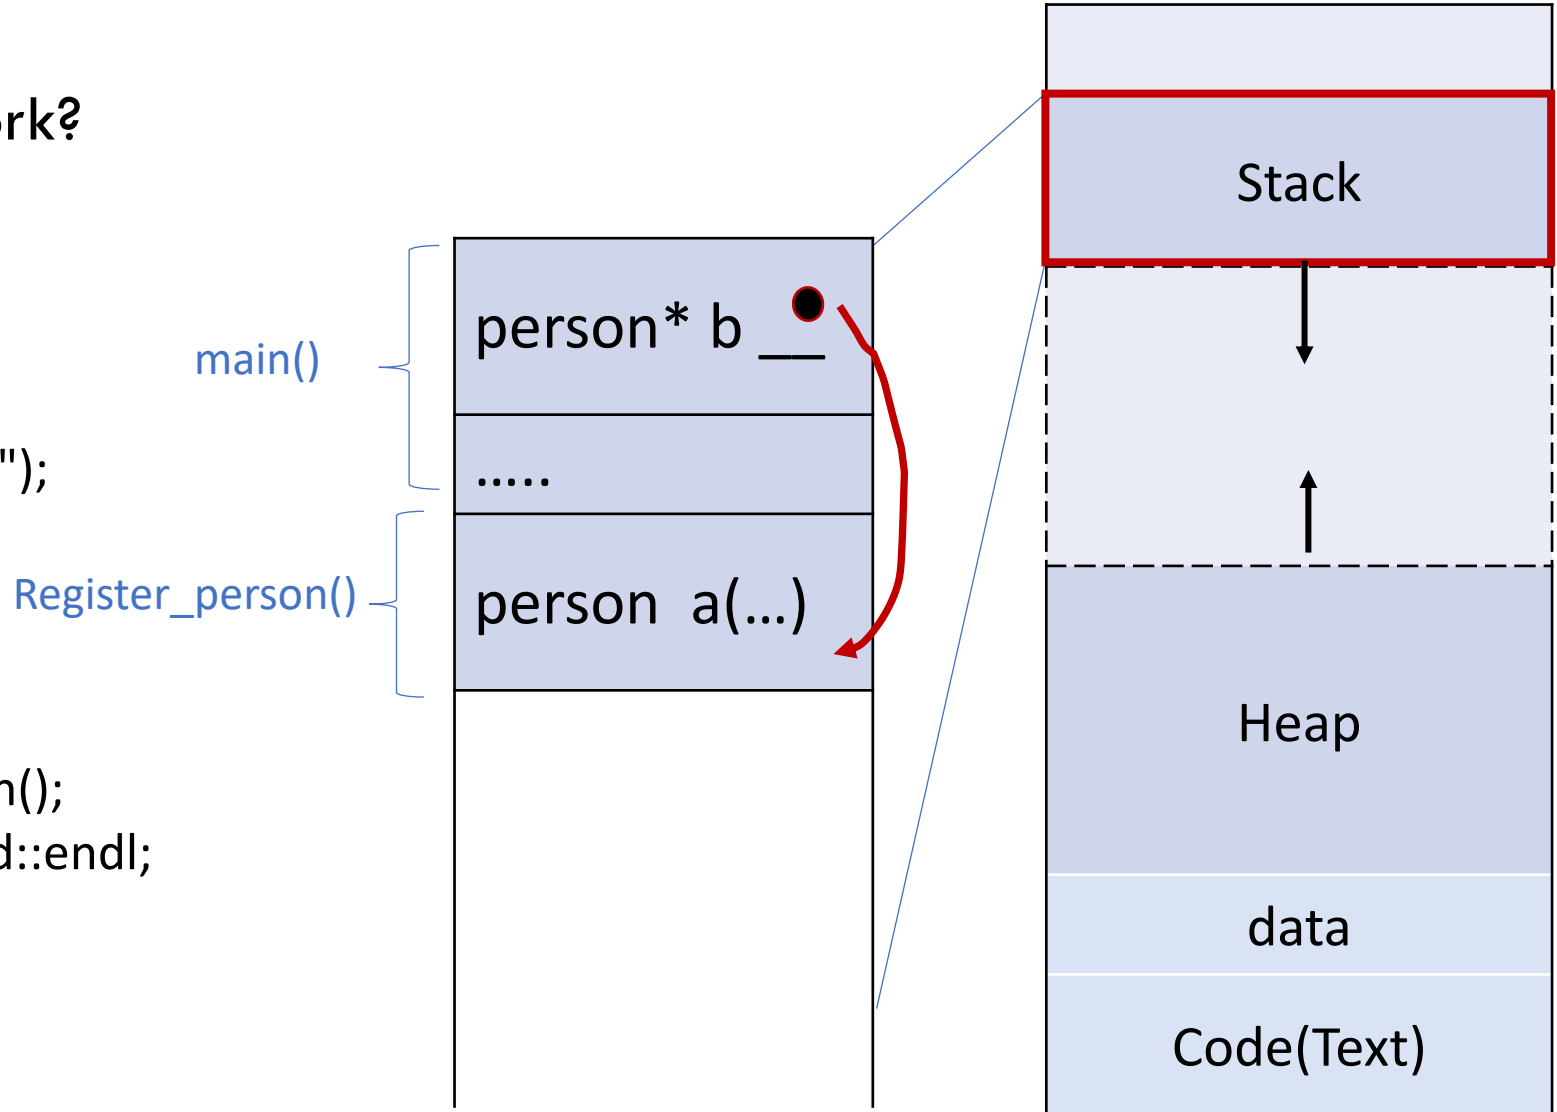 rk?
");
n();
d::endl;
main()
Register_person()
person* b __
.....
person a(...)
Stack
Heap
data
Code(Text)